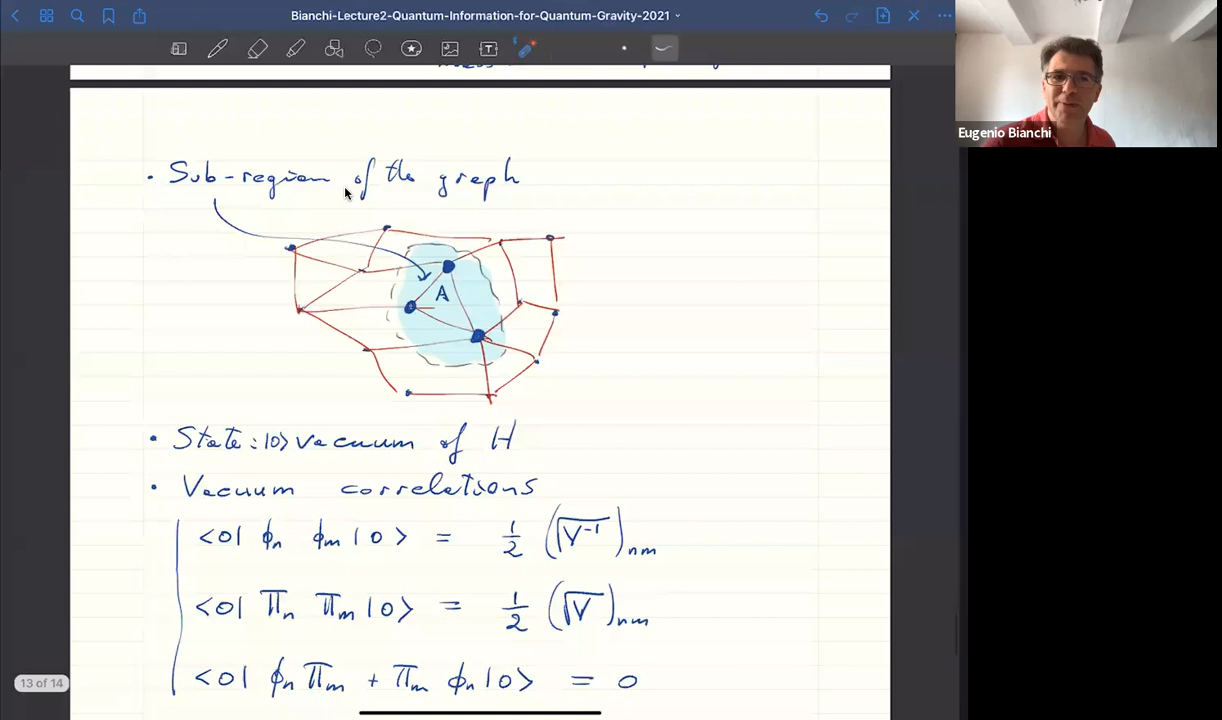 Bianchi-Lecture2-Quantum-Information-for-Quantum-Gravity-2021
Eugenio Bianchi
• Sub-region of the graph
A
• State: |0⟩ vacuum of H
• Vacuum correlations
<0| ϕn ϕm |0> = 1/2 (√V⁻¹)nm
<0| Πn Πm |0> = 1/2 (√V)nm
<0| ϕn Πm + Πm ϕn |0> = 0
13 of 14